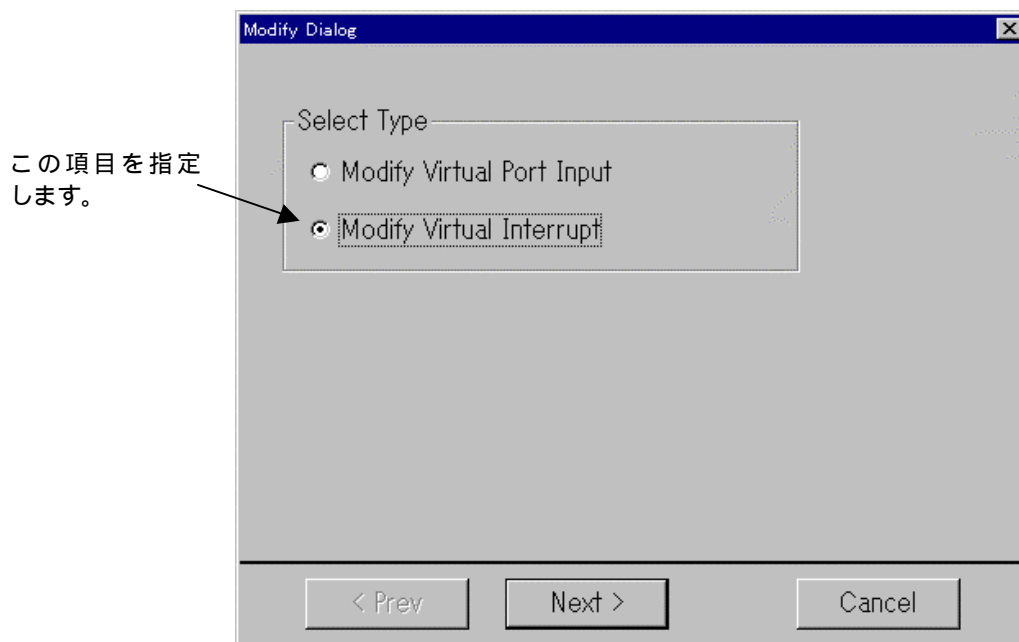 Modify Dialog
Select Type
この項目を指定
します。
Modify Virtual Port Input
Modify Virtual Interrupt
< Prev
Next >
Cancel